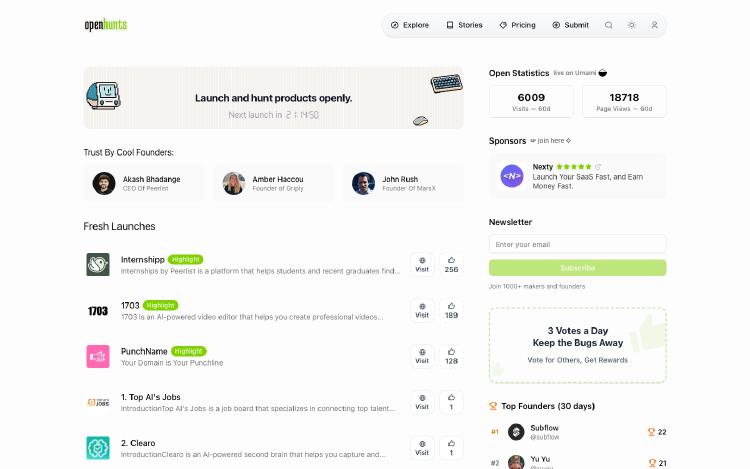 openhunts
Explore
Stories
Pricing
Submit
Launch and hunt products openly.
Next launch in 2 : 14:50
Trust By Cool Founders:
Akash Bhadange
CEO Of Peerlist
Amber Haccou
Founder of Griply
John Rush
Founder Of MarsX
Fresh Launches
Internshipp Highlight
Internships by Peerlist is a platform that helps students and recent graduates find...
Visit
256
1703
1703 Highlight
1703 is an AI-powered video editor that helps you create professional videos...
Visit
189
PunchName Highlight
Your Domain is Your Punchline
Visit
128
JOBS
1. Top AI's Jobs
IntroductionTop AI's Jobs is a job board that specializes in connecting top talent...
Visit
1
2. Clearo
IntroductionClearo is an AI-powered second brain that helps you capture and...
Visit
1
Open Statistics live on Umami
6009
Visits ~ 60d
18718
Page Views ~ 60d
Sponsors join here
<N>
Nexty
Launch Your SaaS Fast, and Earn
Money Fast.
Newsletter
Enter your email
Subscribe
Join 1000+ makers and founders
3 Votes a Day
Keep the Bugs Away
Vote for Others, Get Rewards
Top Founders (30 days)
#1
Subflow
@subflow
22
#2
Yu Yu
21